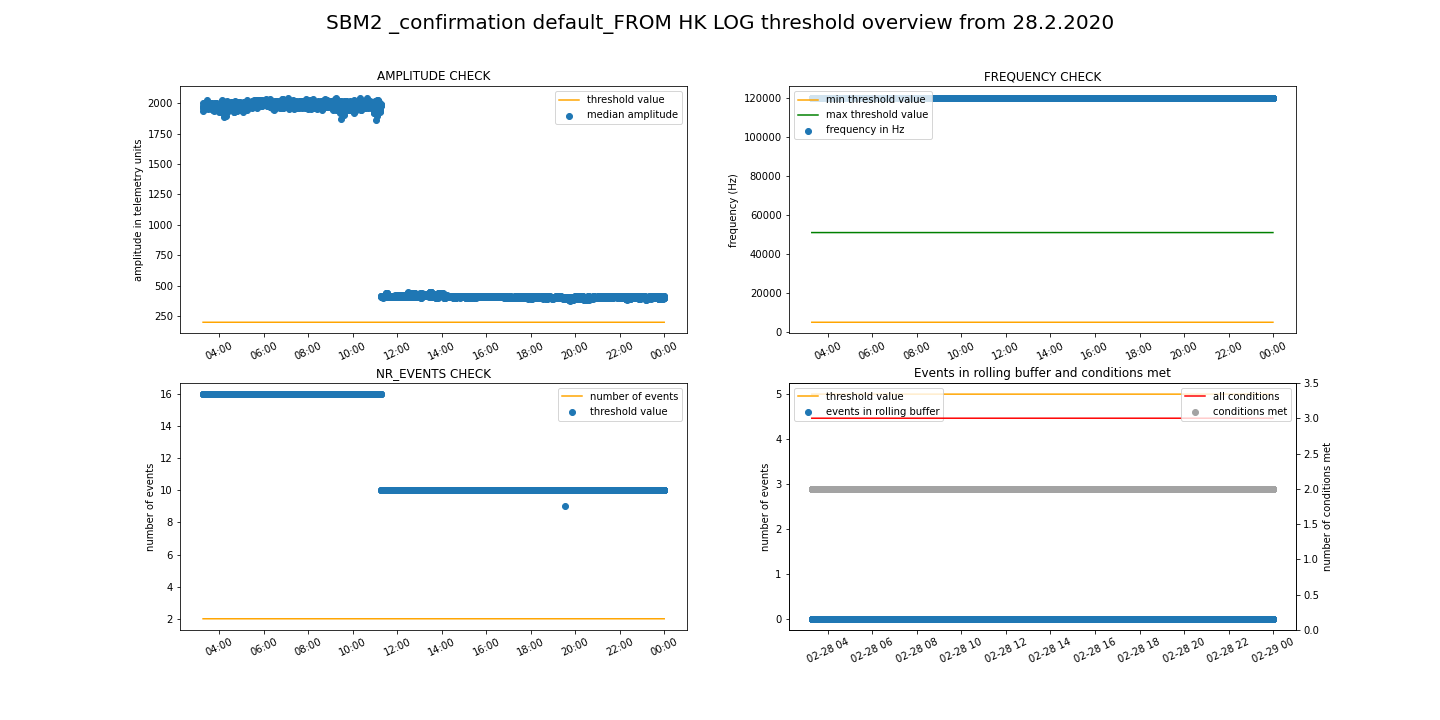 SBM2 _confirmation default_FROM HK LOG threshold overview from 28.2.2020
AMPLITUDE CHECK
amplitude in telemetry units
2000
1750
1500
1250
1000
750
500
250
threshold value
median amplitude
04:00 06:00 08:00 10:00 12:00 14:00 16:00 18:00 20:00 22:00 00:00
FREQUENCY CHECK
frequency (Hz)
120000
100000
80000
60000
40000
20000
0
min threshold value
max threshold value
frequency in Hz
04:00 06:00 08:00 10:00 12:00 14:00 16:00 18:00 20:00 22:00 00:00
NR_EVENTS CHECK
number of events
16
14
12
10
8
6
4
2
number of events
threshold value
04:00 06:00 08:00 10:00 12:00 14:00 16:00 18:00 20:00 22:00 00:00
Events in rolling buffer and conditions met
number of events
5
4
3
2
1
0
threshold value
events in rolling buffer
all conditions
conditions met
3.5
3.0
2.5
2.0
1.5
1.0
0.5
0.0
number of conditions met
02-28 04 02-28 06 02-28 08 02-28 10 02-28 12 02-28 14 02-28 16 02-28 18 02-28 20 02-28 22 02-29 00